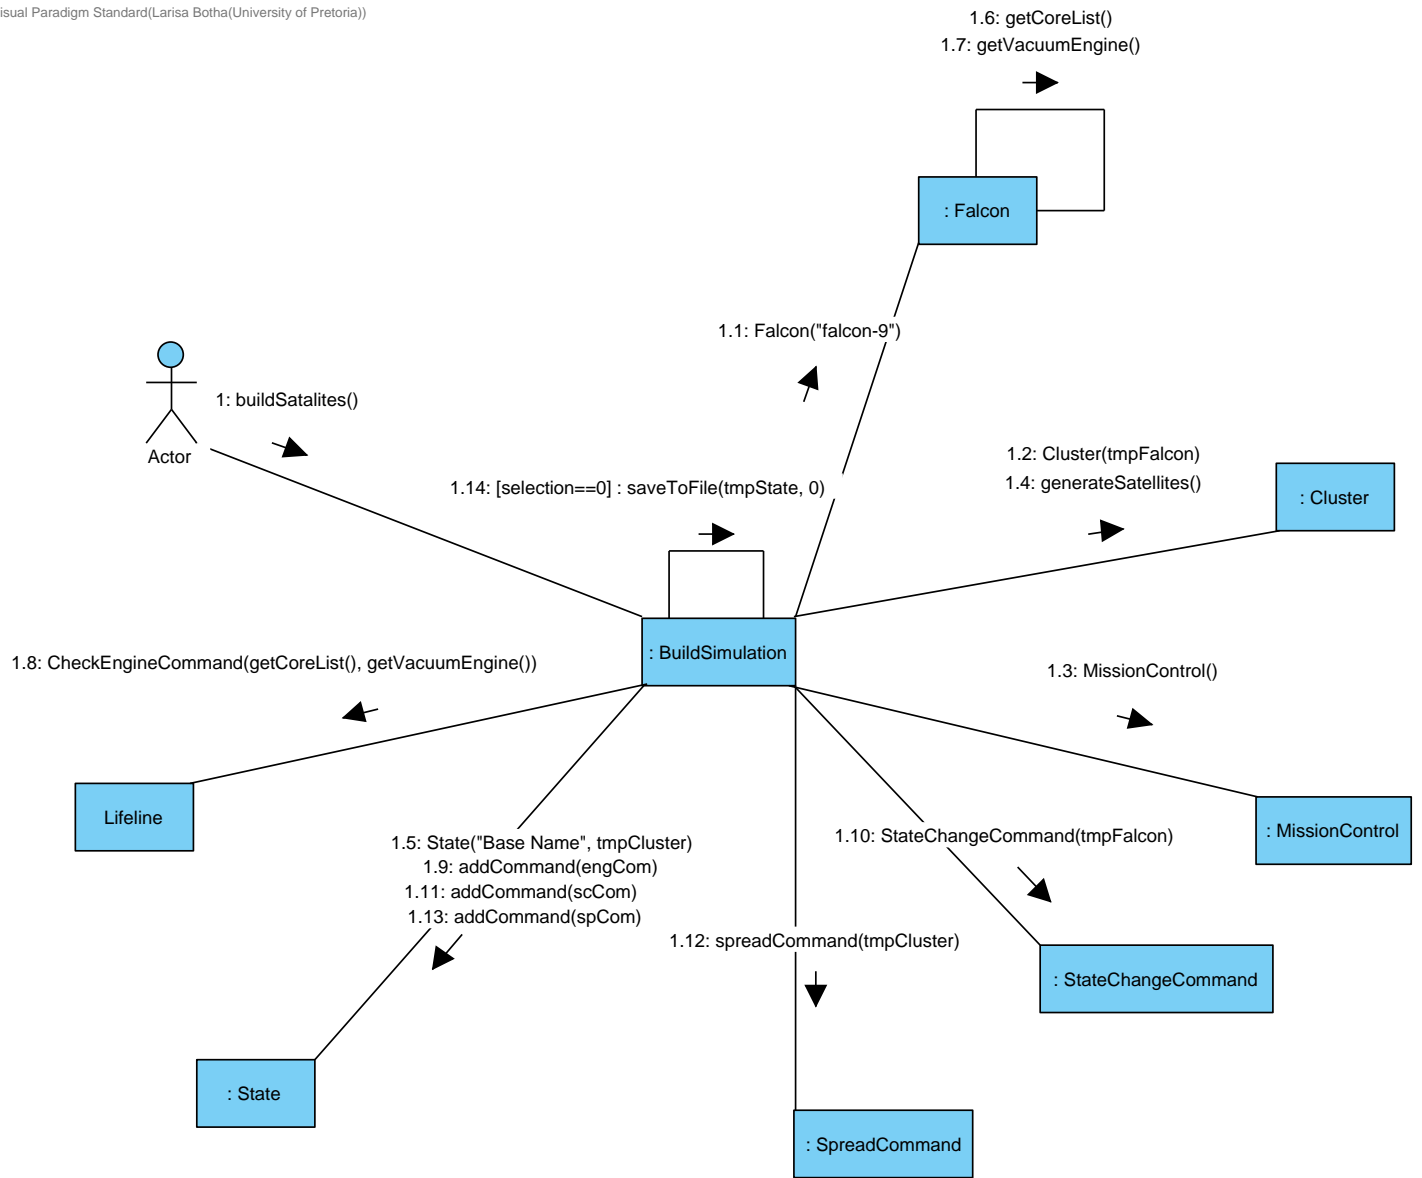 isual Paradigm Standard(Larisa Botha(University of Pretoria))
1.6: getCoreList()
1.7: getVacuumEngine()
: Falcon
1.1: Falcon("falcon-9")
1: buildSatalites()
Actor
1.2: Cluster(tmpFalcon)
1.4: generateSatellites()
: Cluster
1.14: [selection==0] : saveToFile(tmpState, 0)
: BuildSimulation
1.8: CheckEngineCommand(getCoreList(), getVacuumEngine())
1.3: MissionControl()
Lifeline
: MissionControl
1.5: State("Base Name", tmpCluster)
1.9: addCommand(engCom)
1.11: addCommand(scCom)
1.13: addCommand(spCom)
1.10: StateChangeCommand(tmpFalcon)
1.12: spreadCommand(tmpCluster)
: StateChangeCommand
: State
: SpreadCommand